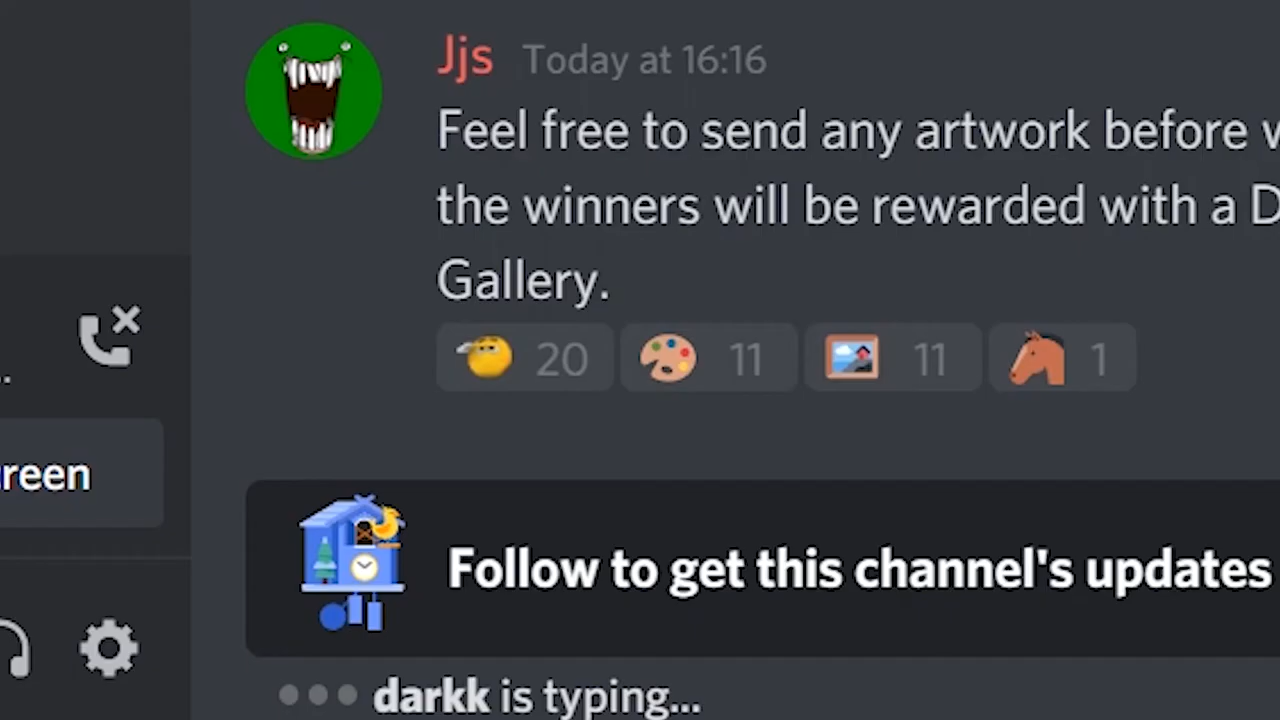 Jjs Today at 16:16
Feel free to send any artwork before
the winners will be rewarded with a
Gallery.
20 11 11 1
Follow to get this channel's updates
darkk is typing...